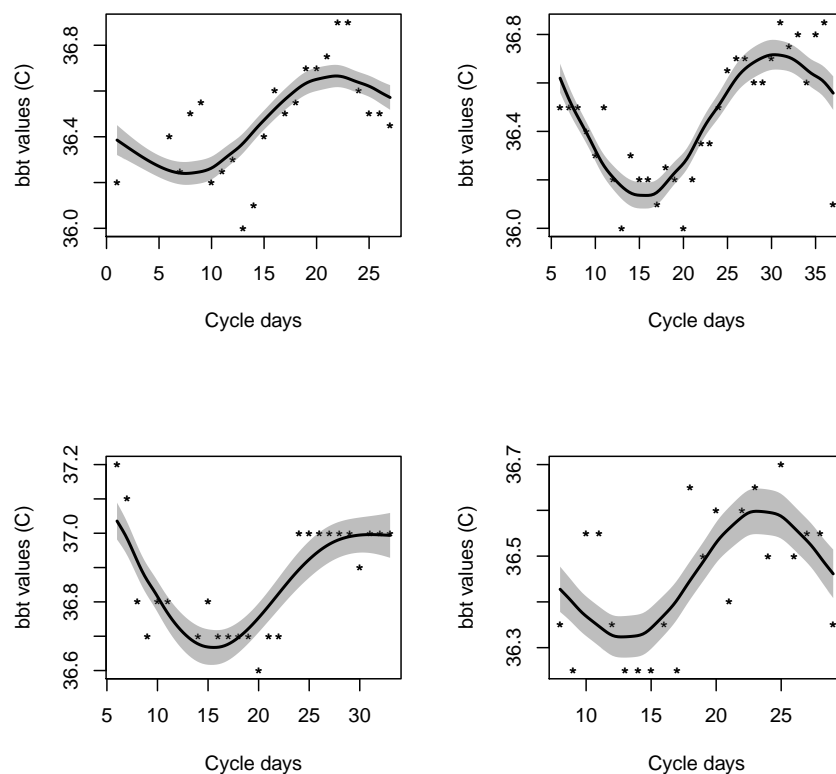 bbt values (C)
36.0 36.4 36.8
0 5 10 15 20 25
Cycle days
bbt values (C)
36.0 36.4 36.8
5 10 15 20 25 30 35
Cycle days
bbt values (C)
36.6 36.8 37.0 37.2
5 10 15 20 25 30
Cycle days
bbt values (C)
36.3 36.5 36.7
10 15 20 25
Cycle days